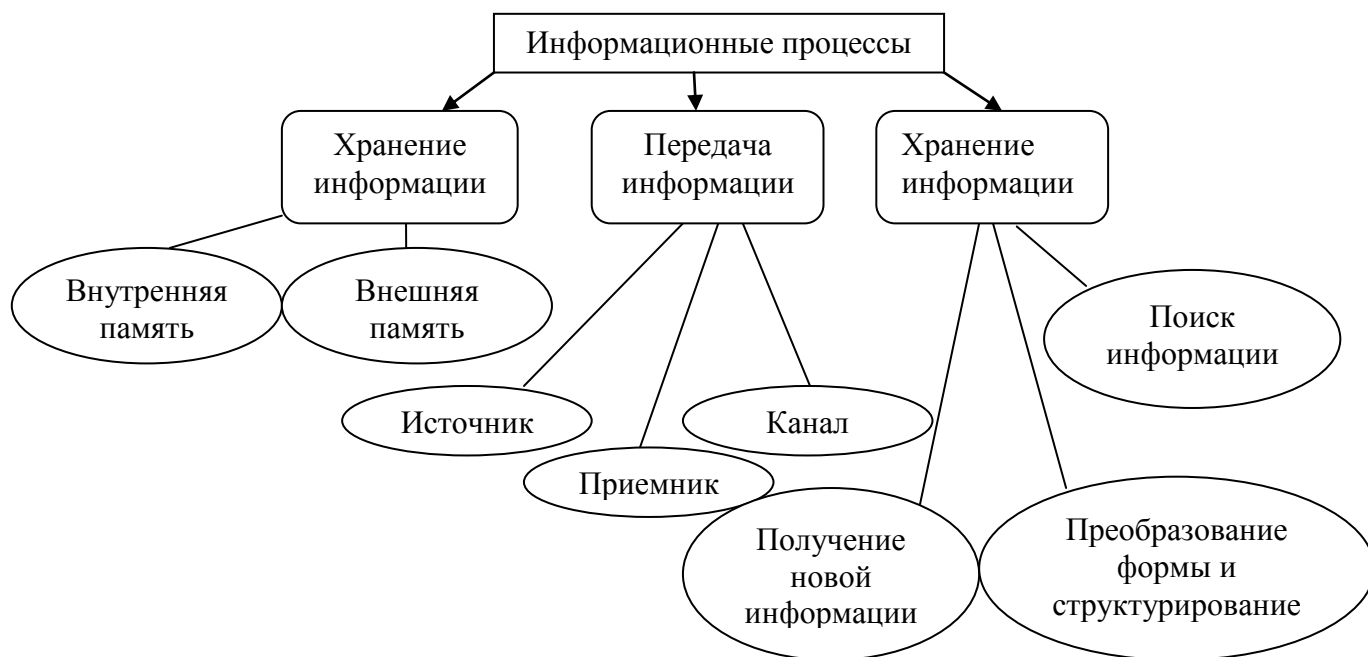 Информационные процессы
Хранение
информации
Передача
информации
Хранение
информации
Внутренняя
память
Внешняя
память
Поиск
информации
Источник
Канал
Приемник
Получение
новой
информации
Преобразование
формы и
структурирование